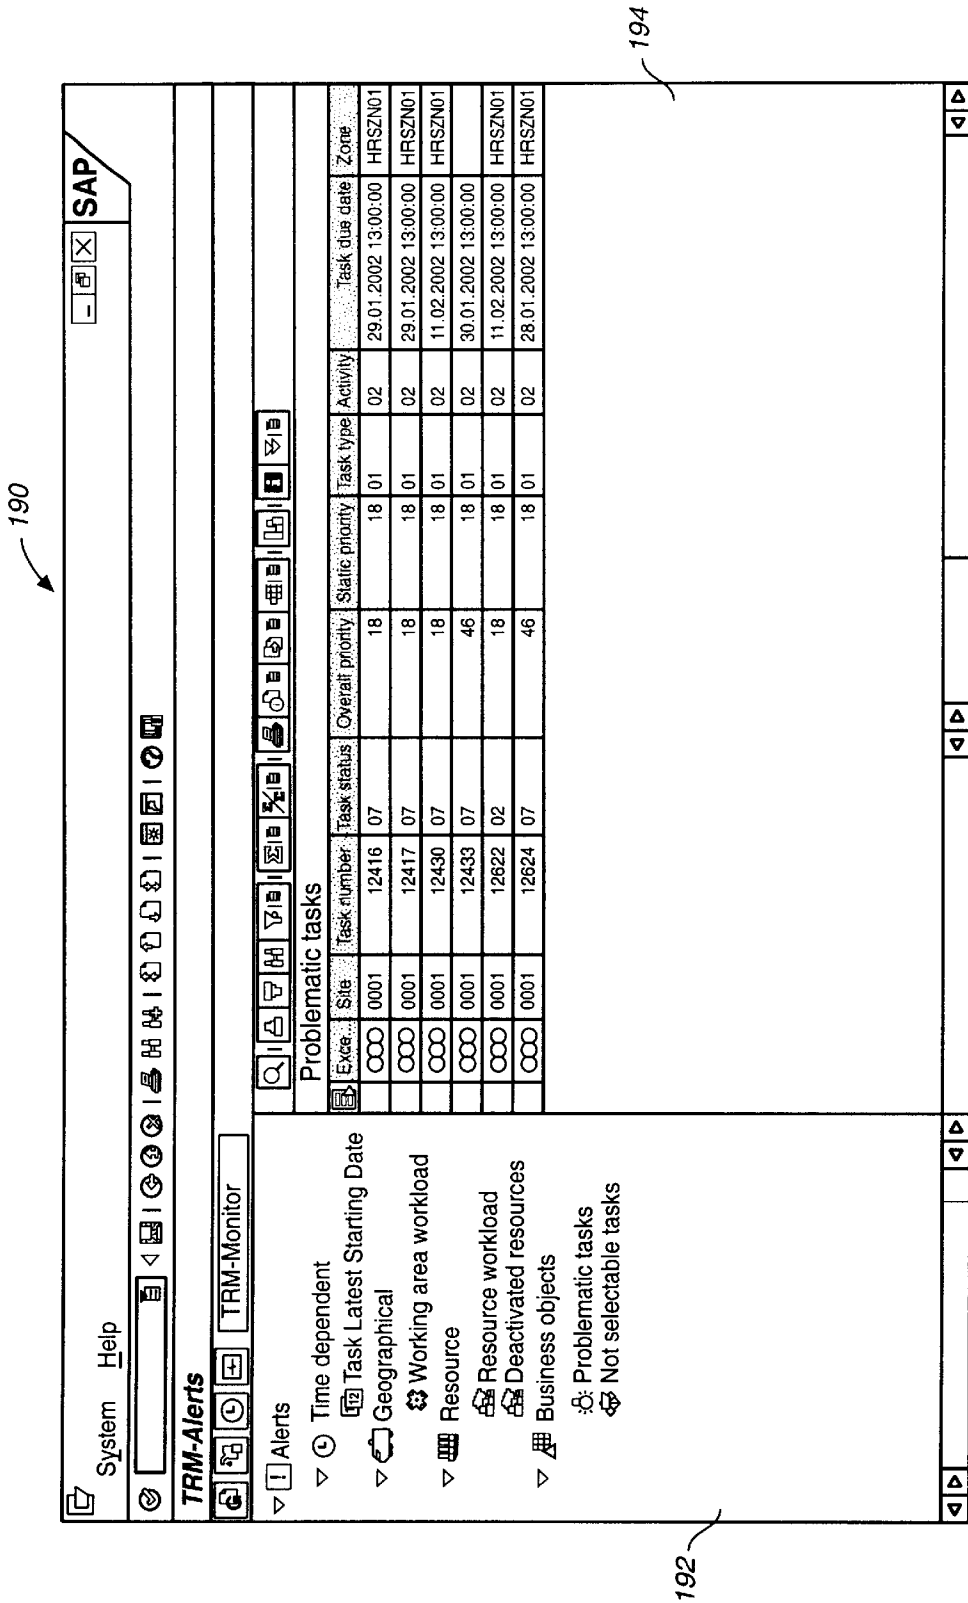 190
SAP
System Help
TRM-Alerts
TRM-Monitor
Alerts
Time dependent
Task Latest Starting Date
Geographical
Working area workload
Resource
Resource workload
Deactivated resources
Business objects
Problematic tasks
Not selectable tasks
192
Problematic tasks
Exce... Site Task number Task status Overall priority Static priority Task type Activity Task due date Zone
0001 12416 07 18 18 01 02 29.01.2002 13:00:00 HRSZN01
0001 12417 07 18 18 01 02 29.01.2002 13:00:00 HRSZN01
0001 12430 07 18 18 01 02 11.02.2002 13:00:00 HRSZN01
0001 12433 07 46 18 01 02 30.01.2002 13:00:00
0001 12622 02 18 18 01 02 11.02.2002 13:00:00 HRSZN01
0001 12624 07 46 18 01 02 28.01.2002 13:00:00 HRSZN01
194